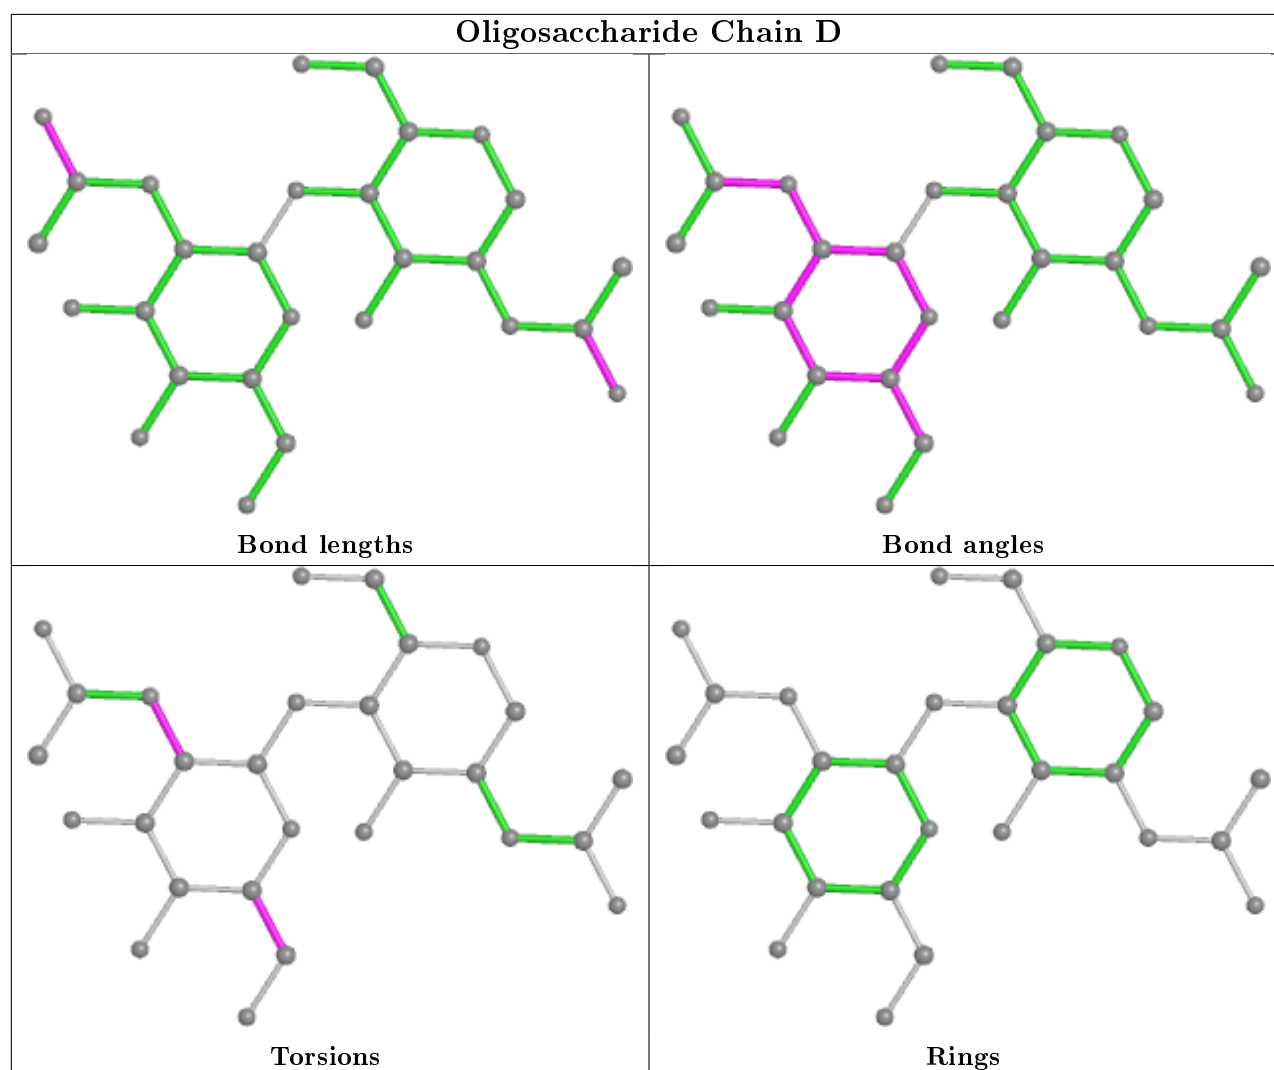 Oligosaccharide Chain D
Bond lengths
Bond angles
Torsions
Rings